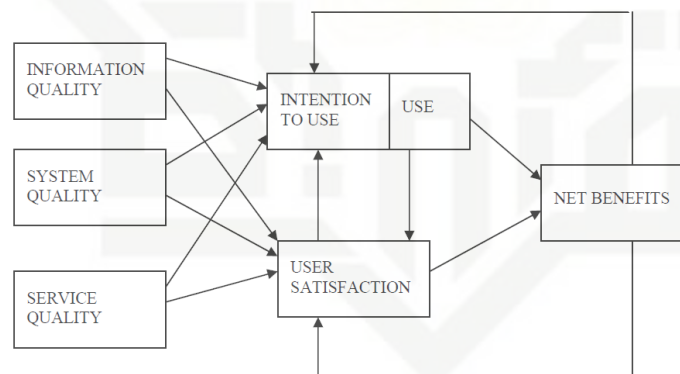 INFORMATION
QUALITY
INTENTION
TO USE
USE
SYSTEM
QUALITY
NET BENEFITS
USER
SATISFACTION
SERVICE
QUALITY